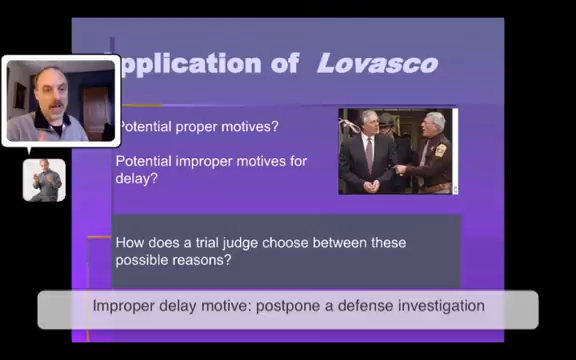 pplication of Lovasco
Potential proper motives?
Potential improper motives for
delay?
How does a trial judge choose between these
possible reasons?
Improper delay motive: postpone a defense investigation